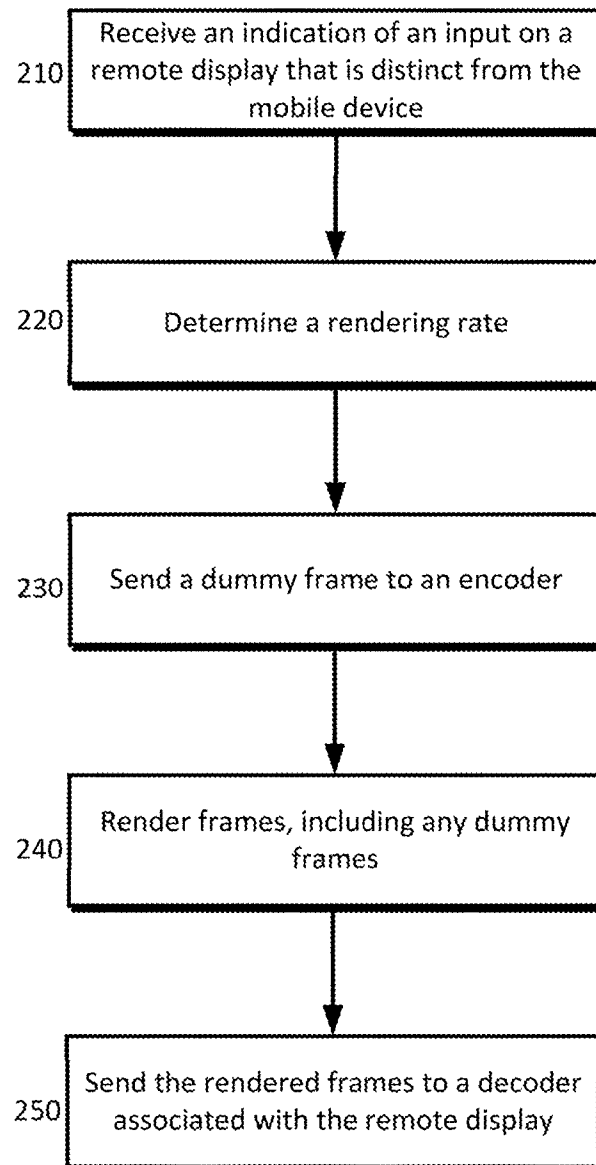 Receive an indication of an input on a
210
remote display that is distinct from the
mobile device
220
Determine a rendering rate
230
Send a dummy frame to an encoder
Render frames, including any dummy
240
frames
Send the rendered frames to a decoder
250
associated with the remote display